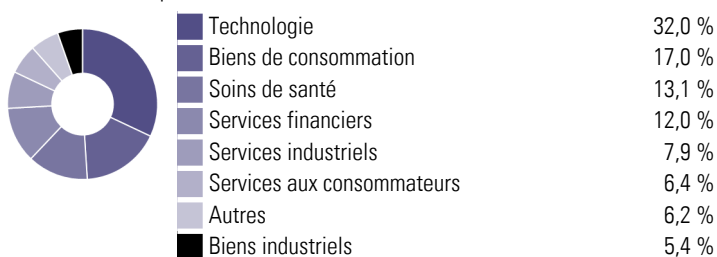 Technologie 32,0 %
Biens de consommation 17,0 %
Soins de santé 13,1 %
Services financiers 12,0 %
Services industriels 7,9 %
Services aux consommateurs 6,4 %
Autres 6,2 %
Biens industriels 5,4 %